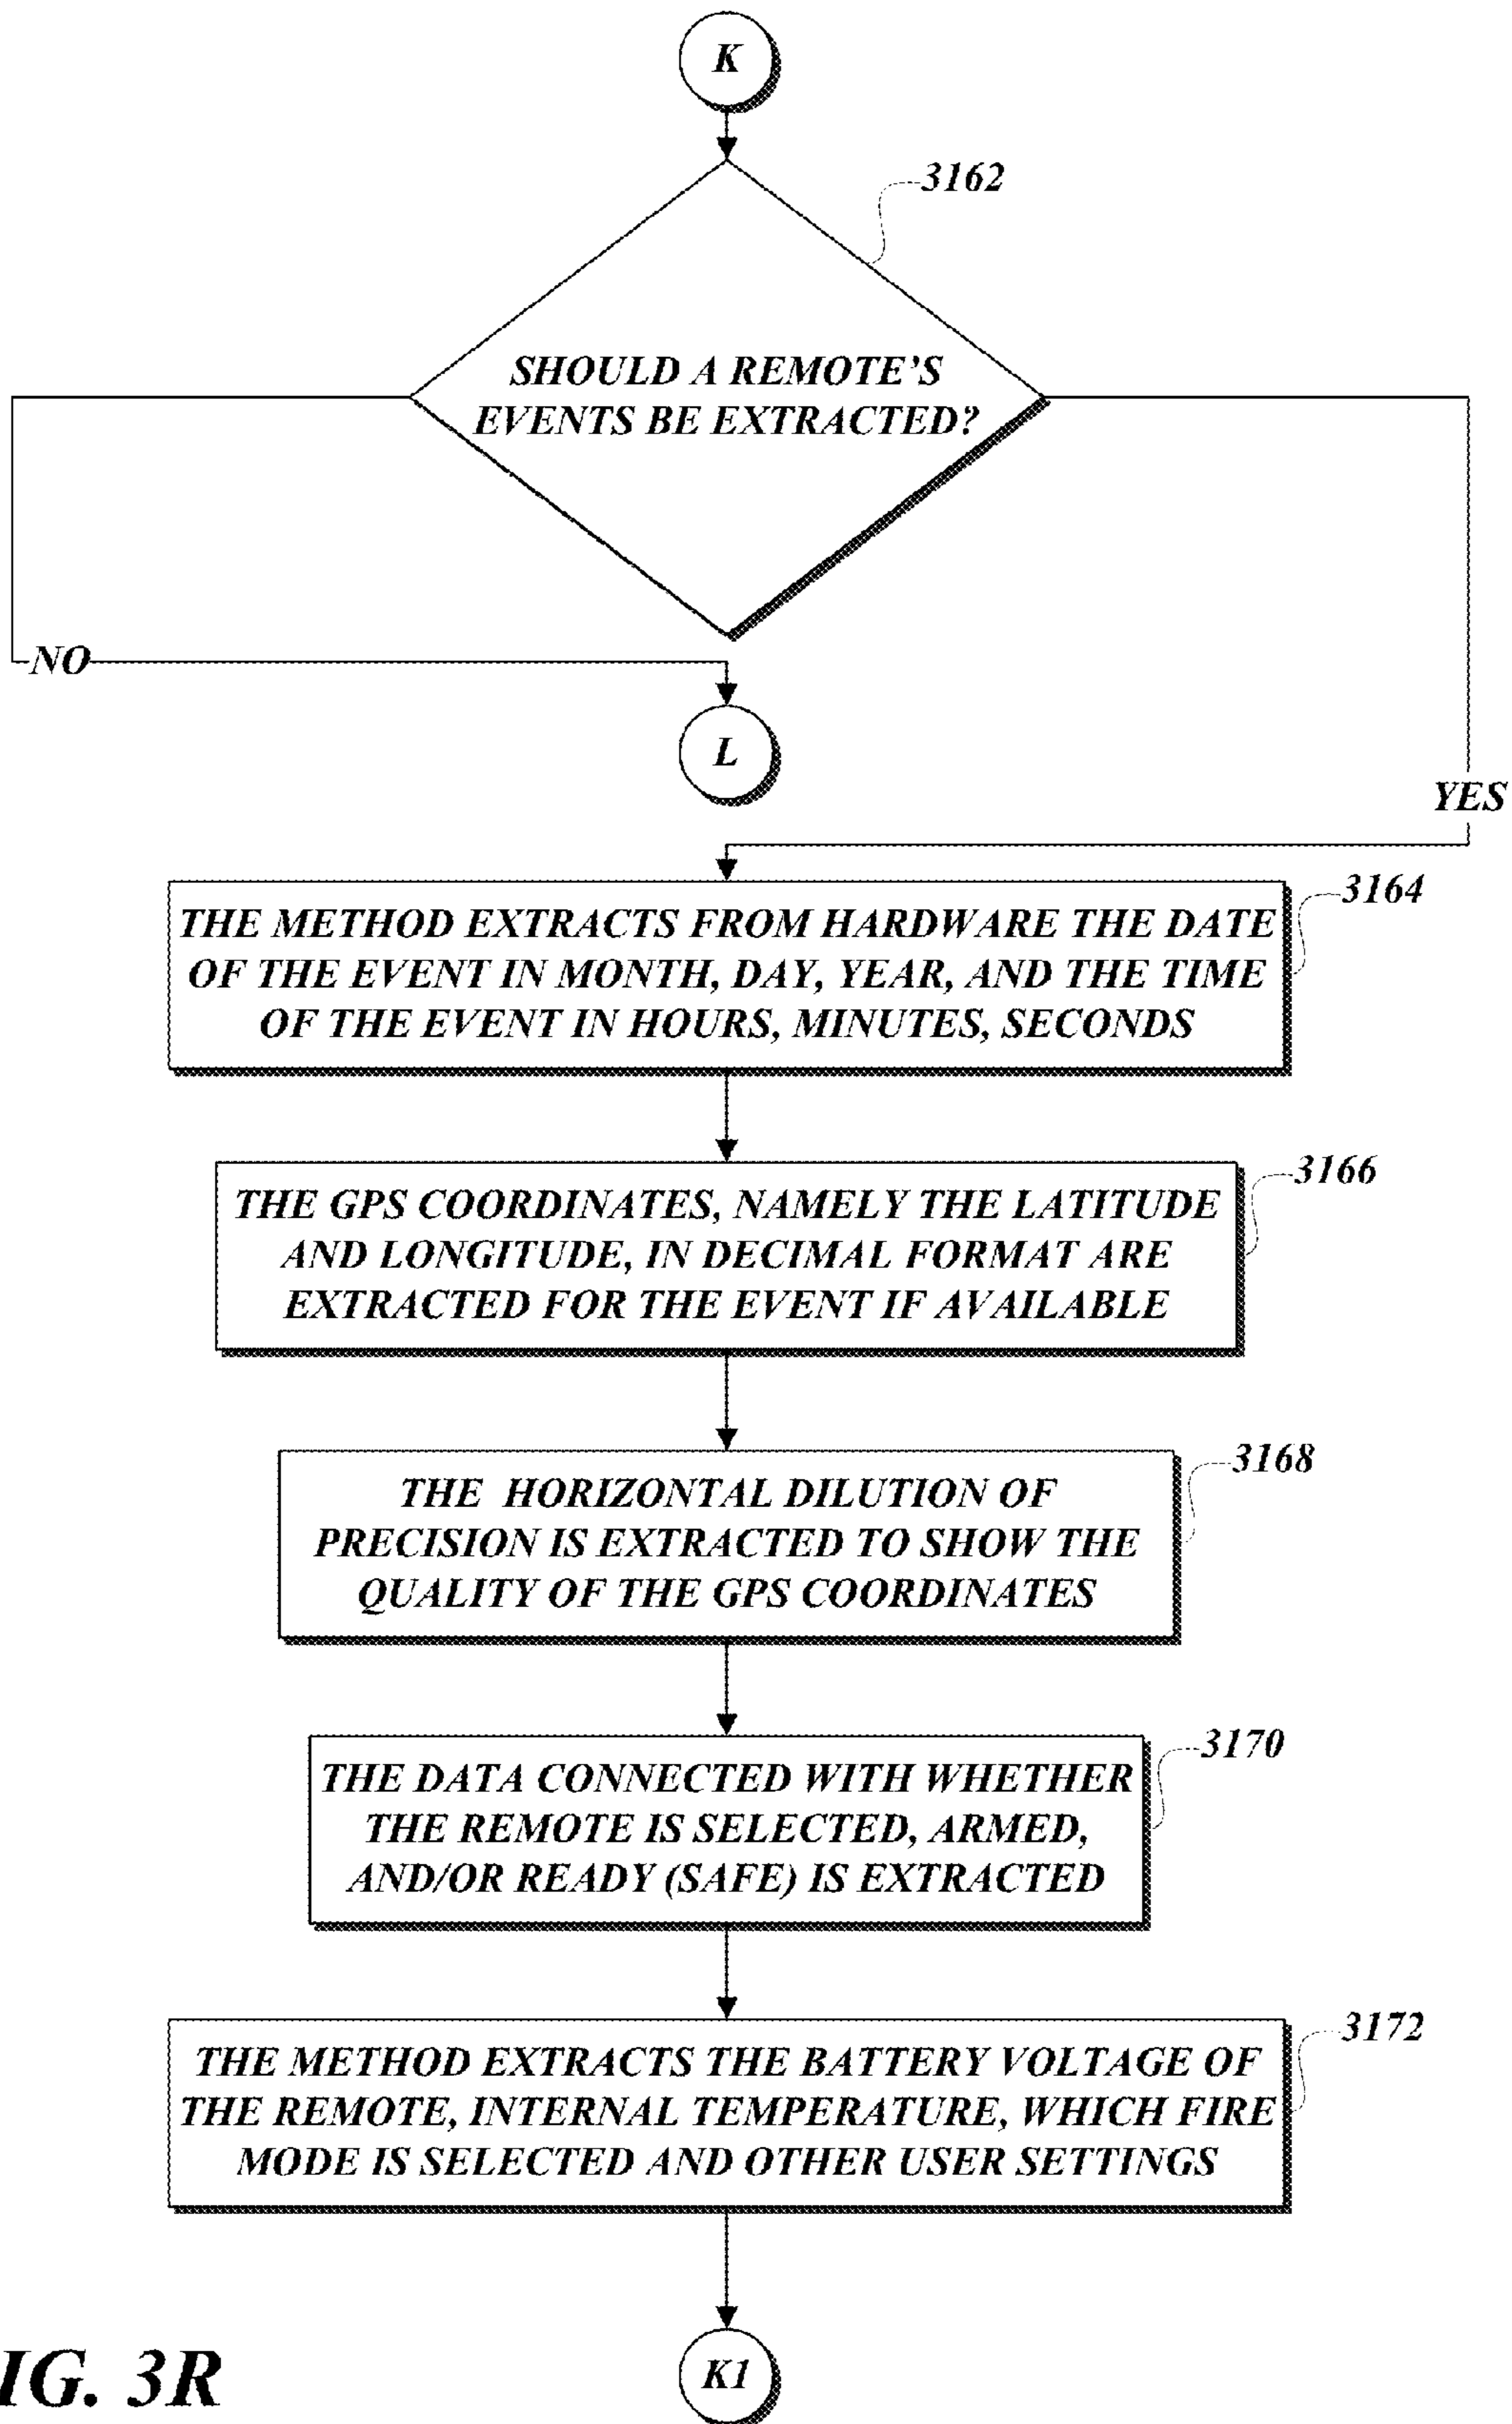 K
3162
SHOULD A REMOTE'S
EVENTS BE EXTRACTED?
NO
L
YES
3164
THE METHOD EXTRACTS FROM HARDWARE THE DATE
OF THE EVENT IN MONTH, DAY, YEAR, AND THE TIME
OF THE EVENT IN HOURS, MINUTES, SECONDS
3166
THE GPS COORDINATES, NAMELY THE LATITUDE
AND LONGITUDE, IN DECIMAL FORMAT ARE
EXTRACTED FOR THE EVENT IF AVAILABLE
3168
THE HORIZONTAL DILUTION OF
PRECISION IS EXTRACTED TO SHOW THE
QUALITY OF THE GPS COORDINATES
3170
THE DATA CONNECTED WITH WHETHER
THE REMOTE IS SELECTED, ARMED,
AND/OR READY (SAFE) IS EXTRACTED
3172
THE METHOD EXTRACTS THE BATTERY VOLTAGE OF
THE REMOTE, INTERNAL TEMPERATURE, WHICH FIRE
MODE IS SELECTED AND OTHER USER SETTINGS
K1
IG. 3R